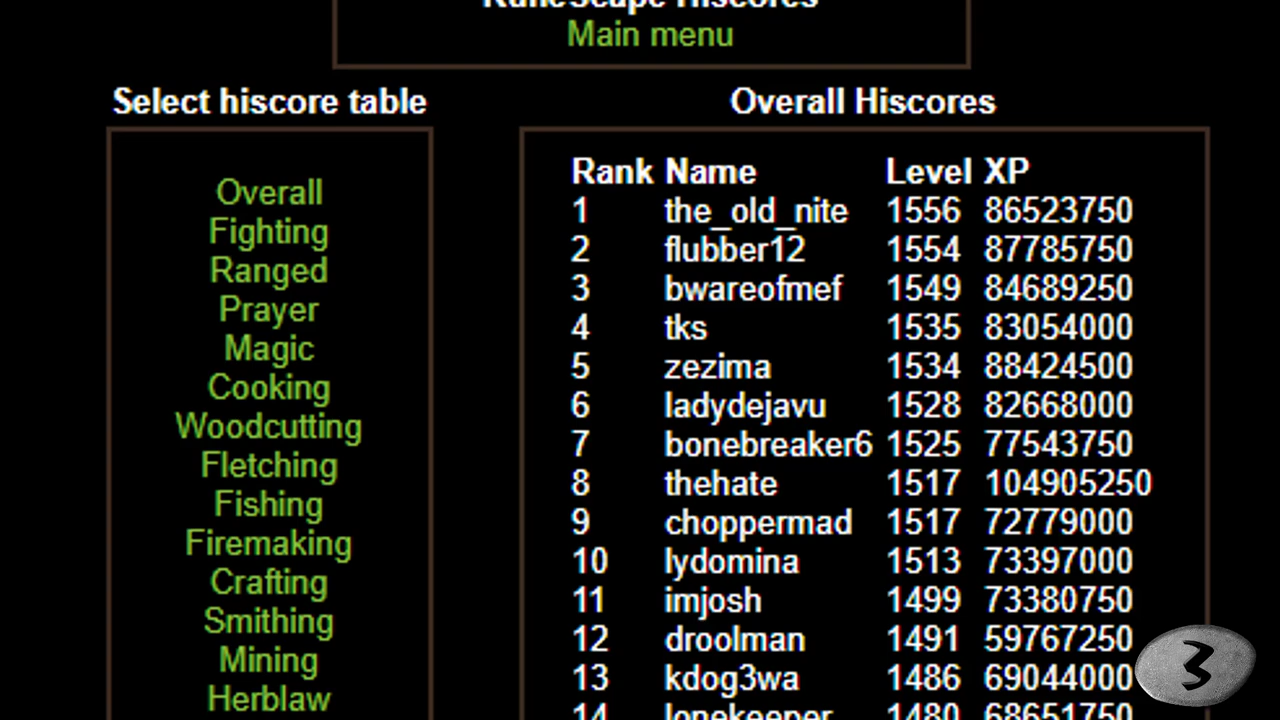 RuneScape Hiscores
Main menu
Select hiscore table
Overall
Fighting
Ranged
Prayer
Magic
Cooking
Woodcutting
Fletching
Fishing
Firemaking
Crafting
Smithing
Mining
Herblaw
Overall Hiscores
Rank Name Level XP
1 the_old_nite 1556 86523750
2 flubber12 1554 87785750
3 bwareofmef 1549 84689250
4 tks 1535 83054000
5 zezima 1534 88424500
6 ladydejavu 1528 82668000
7 bonebreaker6 1525 77543750
8 thehate 1517 104905250
9 choppermad 1517 72779000
10 lydomina 1513 73397000
11 imjosh 1499 73380750
12 droolman 1491 59767250
13 kdog3wa 1486 69044000
14 lonekeeper 1480 68651750
3